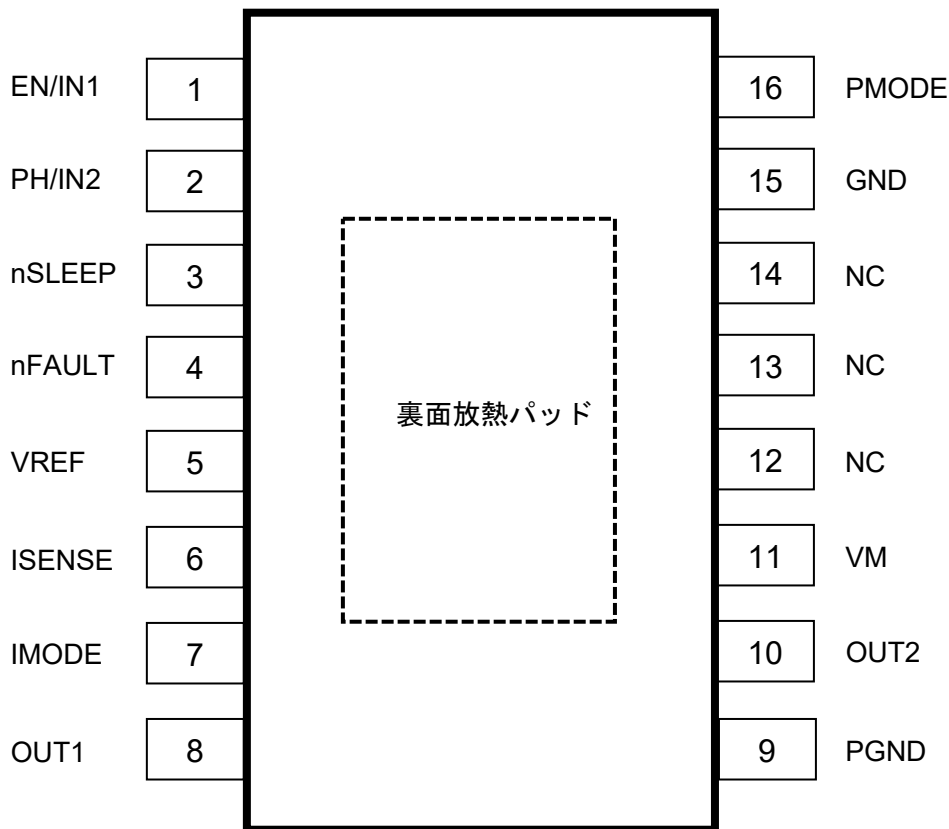 EN/IN1 1 16 PMODE
PH/IN2 2 15 GND
nSLEEP 3 14 NC
nFAULT 4 13 NC
裏面放熱パッド
VREF 5 12 NC
ISENSE 6 11 VM
IMODE 7 10 OUT2
OUT1 8 9 PGND